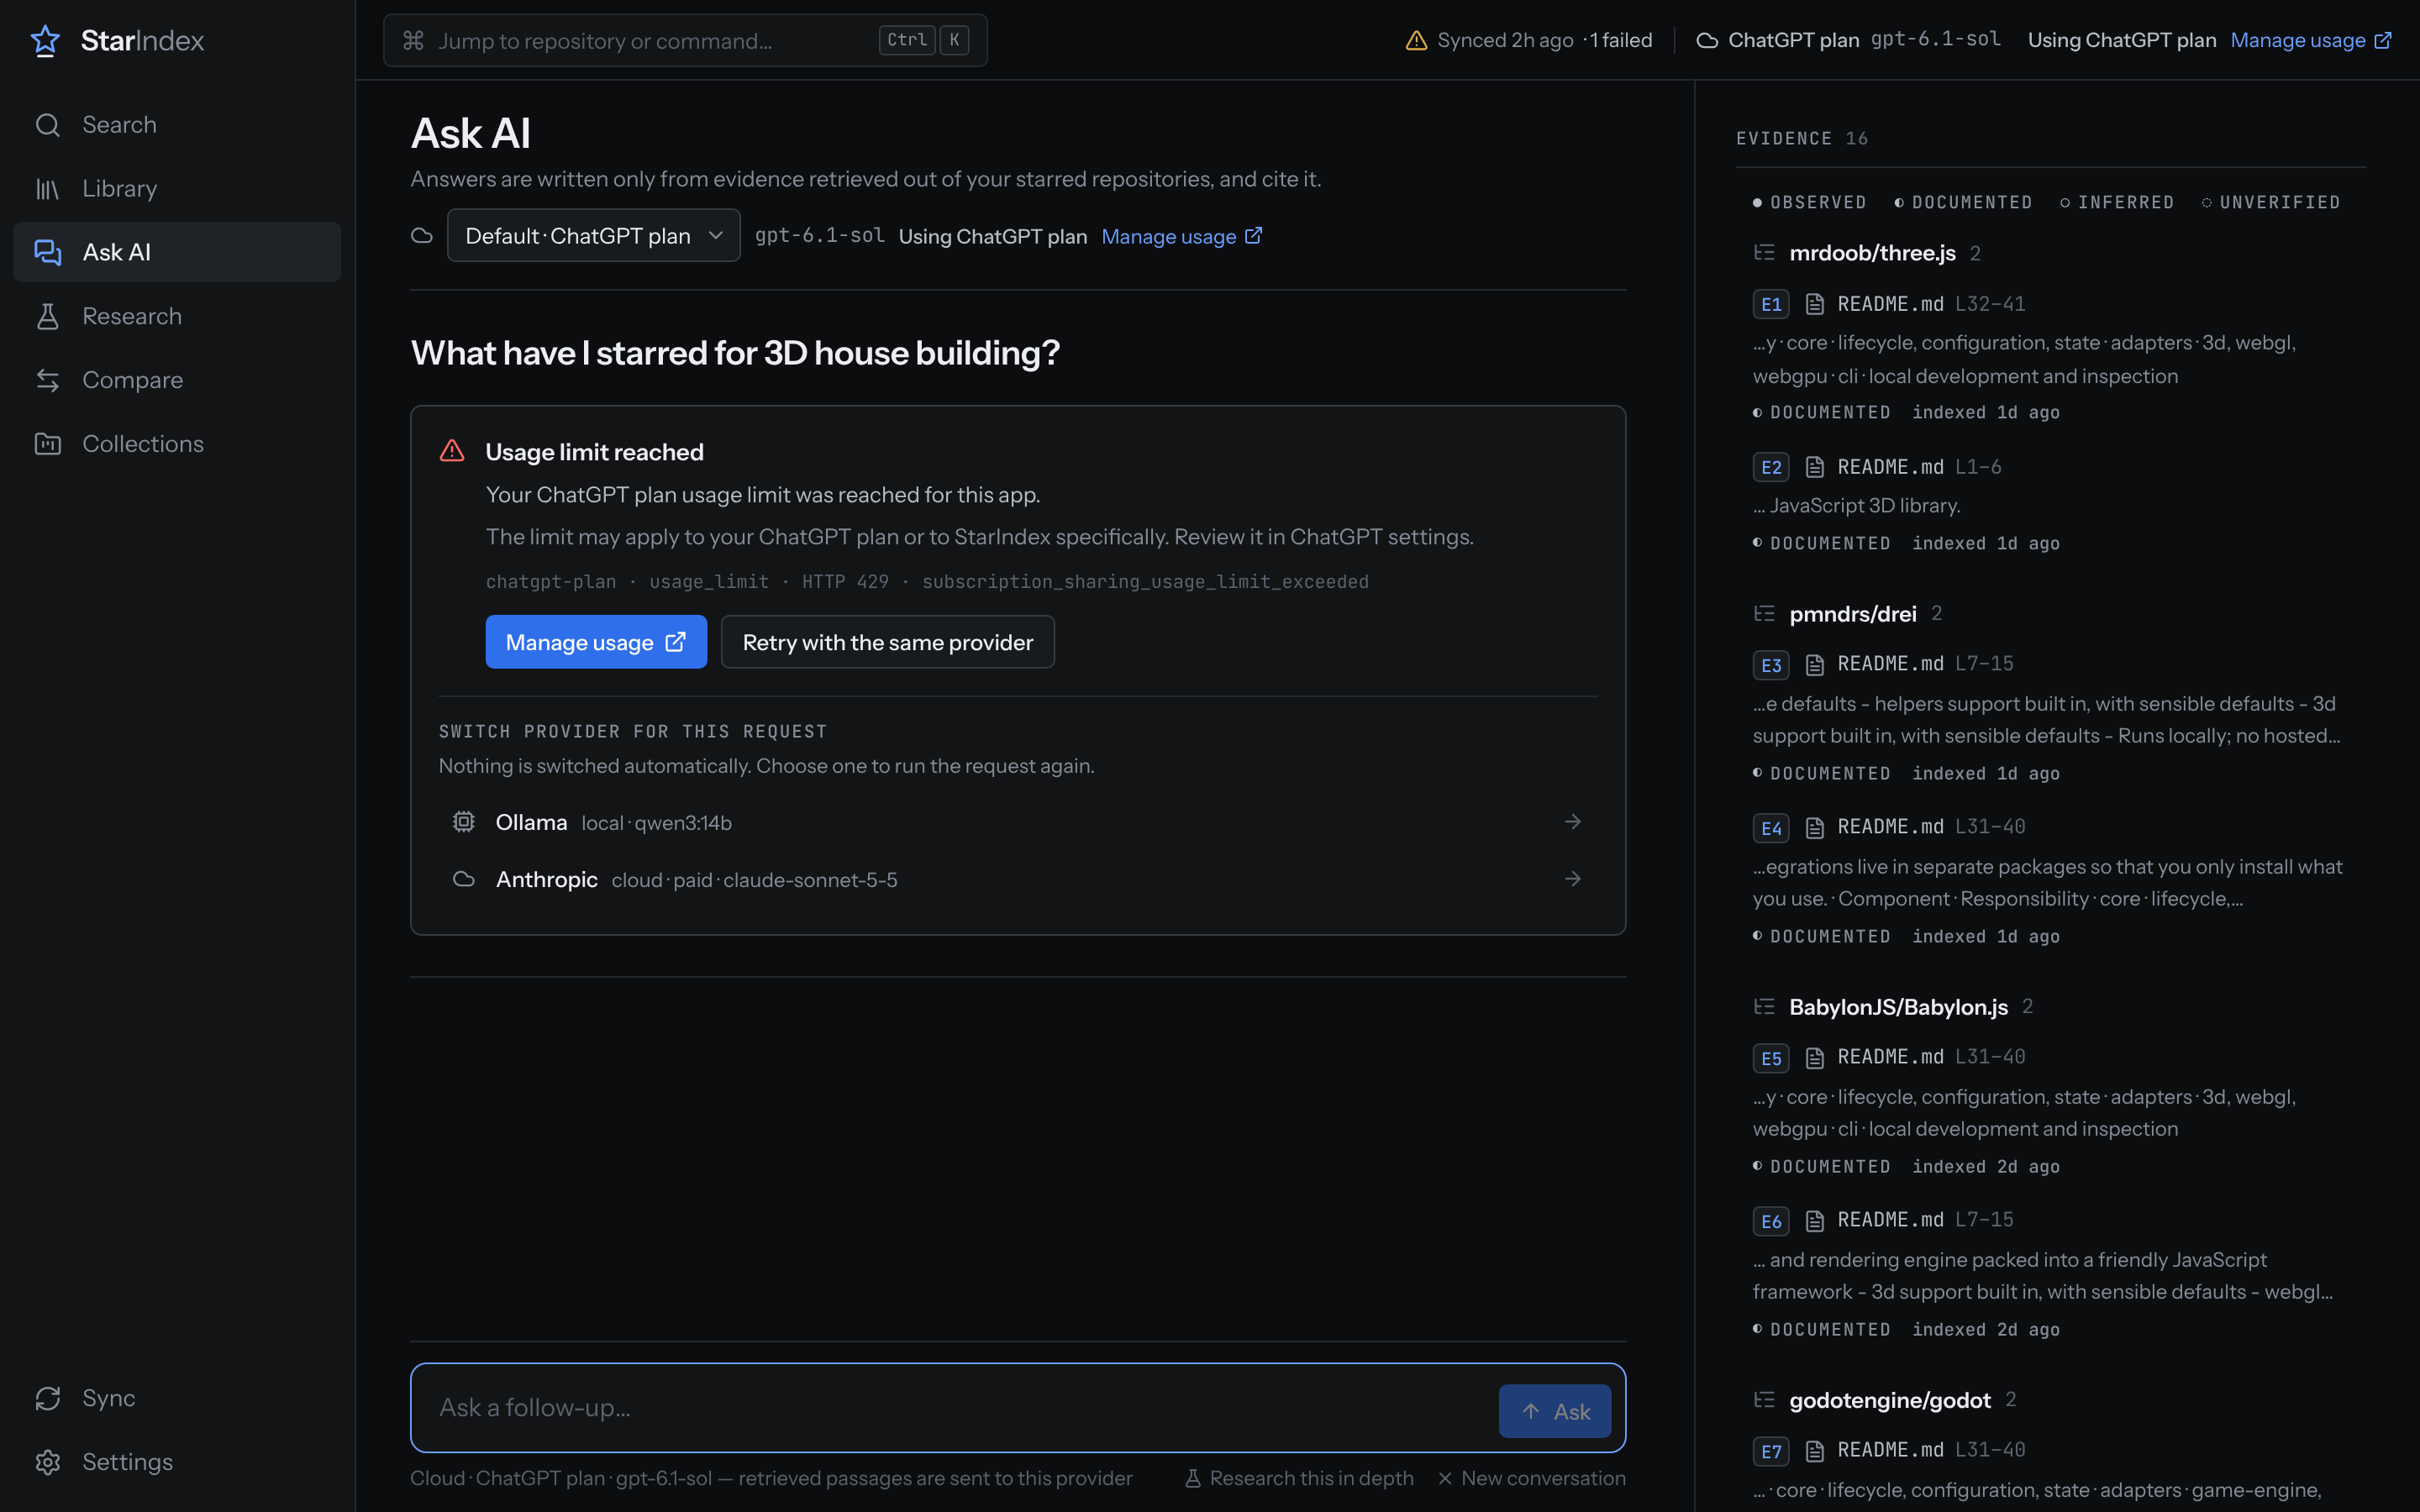 StarIndex
Search
Library
Ask AI
Research
Compare
Collections
Sync
Settings
⌘ Jump to repository or command... Ctrl K
Synced 2h ago · 1 failed
ChatGPT plan gpt-6.1-sol Using ChatGPT plan Manage usage
Ask AI
Answers are written only from evidence retrieved out of your starred repositories, and cite it.
Default · ChatGPT plan gpt-6.1-sol Using ChatGPT plan Manage usage
What have I starred for 3D house building?
Usage limit reached
Your ChatGPT plan usage limit was reached for this app.
The limit may apply to your ChatGPT plan or to StarIndex specifically. Review it in ChatGPT settings.
chatgpt-plan · usage_limit · HTTP 429 · subscription_sharing_usage_limit_exceeded
Manage usage Retry with the same provider
SWITCH PROVIDER FOR THIS REQUEST
Nothing is switched automatically. Choose one to run the request again.
Ollama local · qwen3:14b
Anthropic cloud · paid · claude-sonnet-5-5
Ask a follow-up...
Ask
Cloud · ChatGPT plan · gpt-6.1-sol — retrieved passages are sent to this provider
Research this in depth
New conversation
EVIDENCE 16
OBSERVED DOCUMENTED INFERRED UNVERIFIED
mrdoob/three.js 2
E1 README.md L32–41
...y · core · lifecycle, configuration, state · adapters · 3d, webgl,
webgpu · cli · local development and inspection
DOCUMENTED indexed 1d ago
E2 README.md L1–6
... JavaScript 3D library.
DOCUMENTED indexed 1d ago
pmndrs/drei 2
E3 README.md L7–15
...e defaults - helpers support built in, with sensible defaults - 3d
support built in, with sensible defaults - Runs locally; no hosted...
DOCUMENTED indexed 1d ago
E4 README.md L31–40
...egrations live in separate packages so that you only install what
you use. · Component · Responsibility · core · lifecycle,...
DOCUMENTED indexed 1d ago
BabylonJS/Babylon.js 2
E5 README.md L31–40
...y · core · lifecycle, configuration, state · adapters · 3d, webgl,
webgpu · cli · local development and inspection
DOCUMENTED indexed 2d ago
E6 README.md L7–15
... and rendering engine packed into a friendly JavaScript
framework - 3d support built in, with sensible defaults - webgl...
DOCUMENTED indexed 2d ago
godotengine/godot 2
E7 README.md L31–40
... · core · lifecycle, configuration, state · adapters · game-engine,